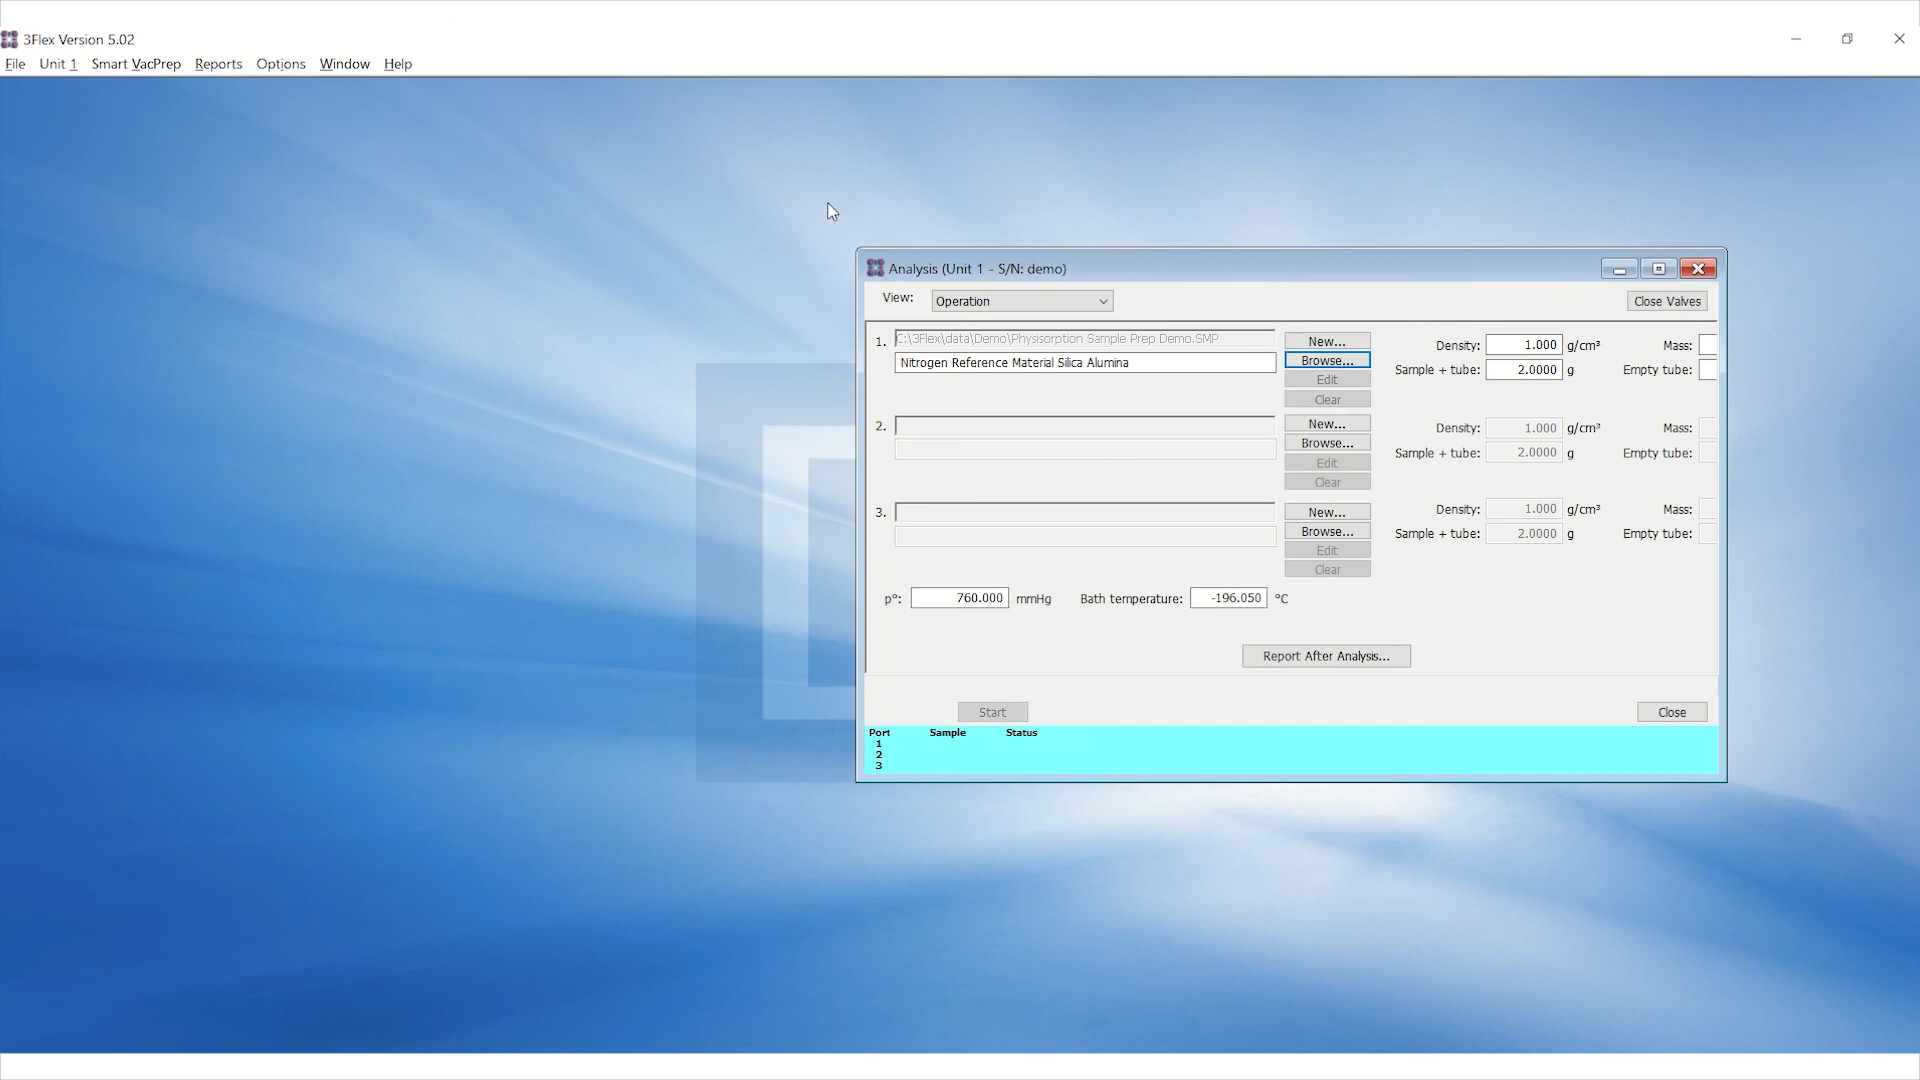 3Flex Version 5.02
File Unit 1 Smart VacPrep Reports Options Window Help
Analysis (Unit 1 - S/N: demo)
View: Operation Close Valves
1. C:\3Flex\data\Demo\Physisorption Sample Prep Demo.SMP New...
Nitrogen Reference Material Silica Alumina Browse...
Edit
Clear
Density: 1.000 g/cm³ Mass:
Sample + tube: 2.0000 g Empty tube:
2. New...
Browse...
Edit
Clear
Density: 1.000 g/cm³ Mass:
Sample + tube: 2.0000 g Empty tube:
3. New...
Browse...
Edit
Clear
Density: 1.000 g/cm³ Mass:
Sample + tube: 2.0000 g Empty tube:
p°: 760.000 mmHg Bath temperature: -196.050 °C
Report After Analysis...
Start Close
Port Sample Status
1
2
3